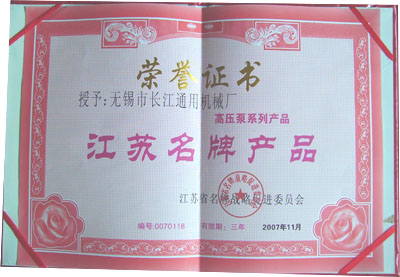 荣誉证书
授予:无锡市长江通用机械厂
高压泵系列产品
江苏名牌产品
江苏省名牌战略推进委员会
编号:0070118 有效期:三年 2007年11月